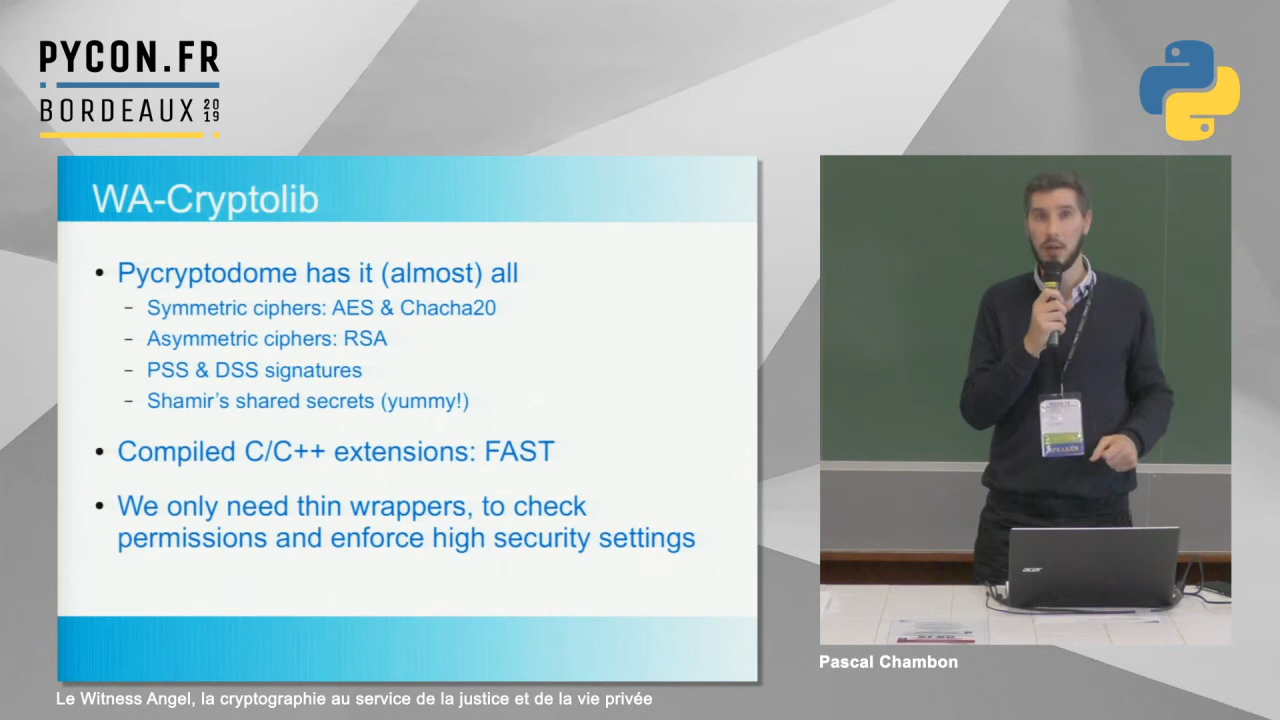 PYCON.FR
BORDEAUX 2019
WA-Cryptolib
• Pycryptodome has it (almost) all
– Symmetric ciphers: AES & Chacha20
– Asymmetric ciphers: RSA
– PSS & DSS signatures
– Shamir's shared secrets (yummy!)
• Compiled C/C++ extensions: FAST
• We only need thin wrappers, to check
permissions and enforce high security settings
acer
SPEAKER
Pascal Chambon
Le Witness Angel, la cryptographie au service de la justice et de la vie privée